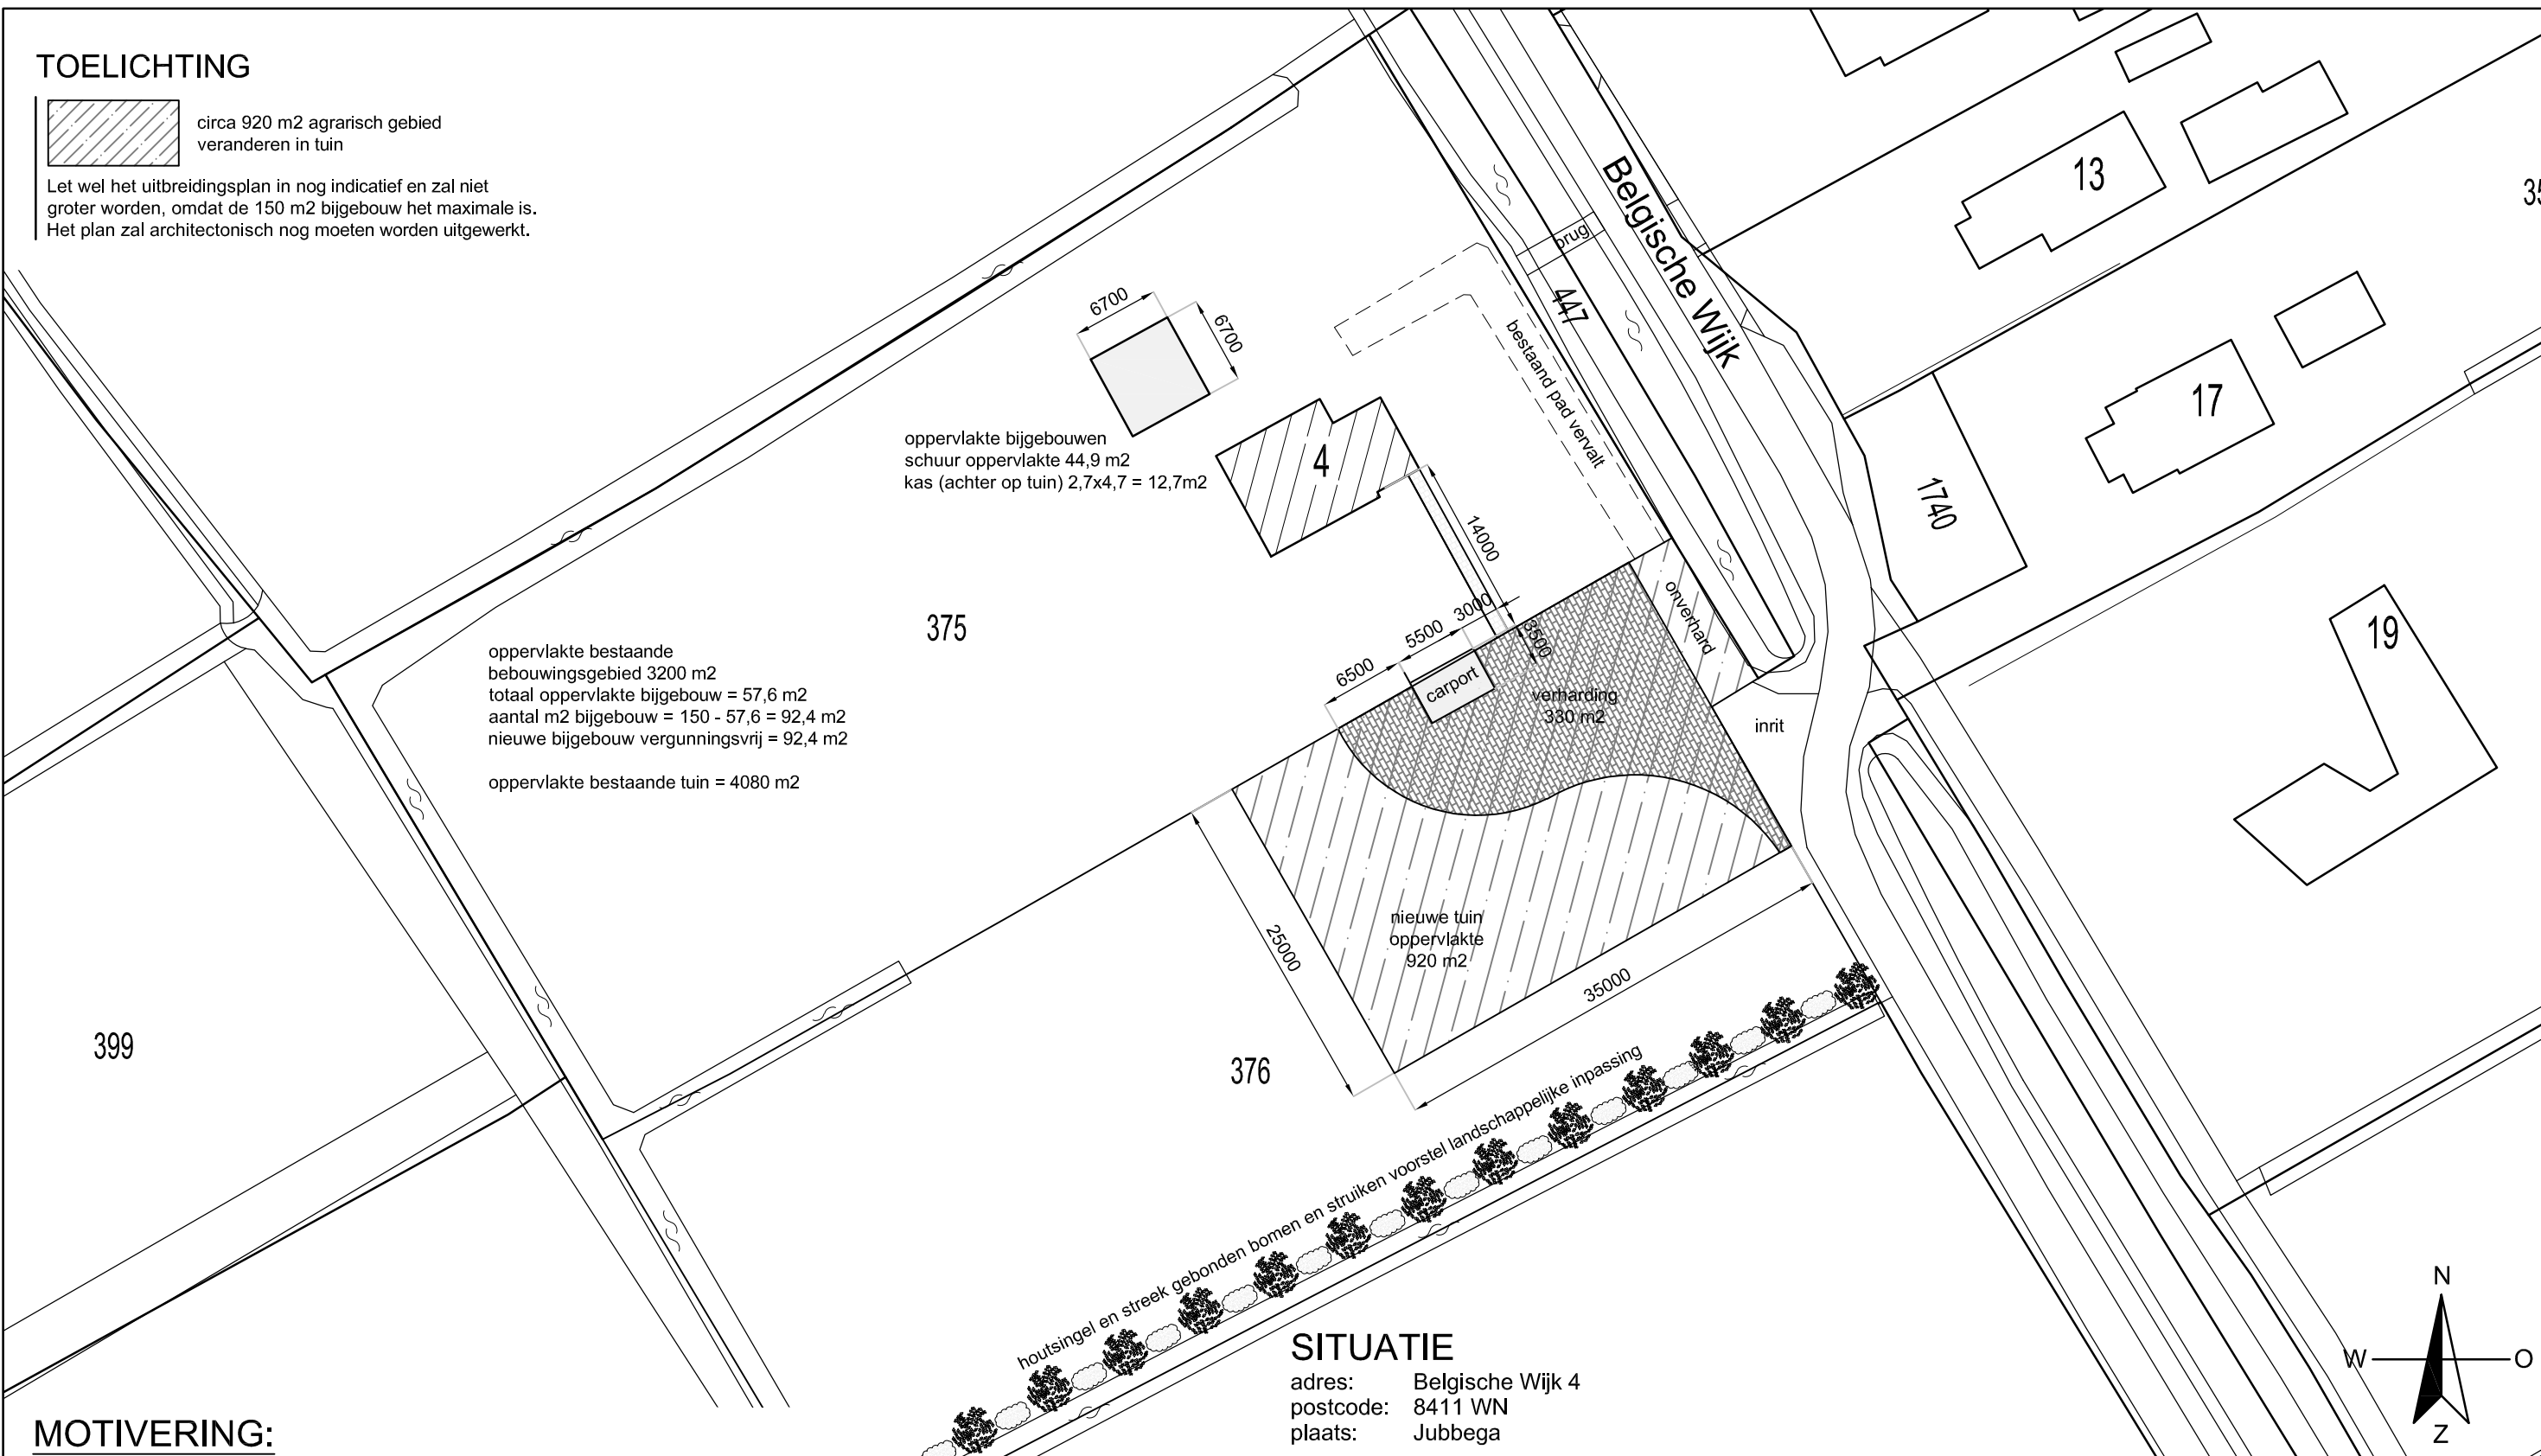 TOELICHTING
circa 920 m2 agrarisch gebied
veranderen in tuin
Let wel het uitbreidingsplan in nog indicatief en zal niet
groter worden, omdat de 150 m2 bijgebouw het maximale is.
Het plan zal architectonisch nog moeten worden uitgewerkt.
Belgische Wijk
brug
447
13
35
17
1740
19
6700
6700
bestaand pad vervalt
oppervlakte bijgebouwen
schuur oppervlakte 44,9 m2
kas (achter op tuin) 2,7x4,7 = 12,7m2
4
14000
375
3000
5500
3500
6500
onverhard
carport
verharding
330 m2
inrit
oppervlakte bestaande
bebouwingsgebied 3200 m2
totaal oppervlakte bijgebouw = 57,6 m2
aantal m2 bijgebouw = 150 - 57,6 = 92,4 m2
nieuwe bijgebouw vergunningsvrij = 92,4 m2
oppervlakte bestaande tuin = 4080 m2
nieuwe tuin
oppervlakte
920 m2
25000
35000
399
376
houtsingel en streek gebonden bomen en struiken voorstel landschappelijke inpassing
SITUATIE
adres: Belgische Wijk 4
postcode: 8411 WN
plaats: Jubbega
N
W
O
Z
MOTIVERING: